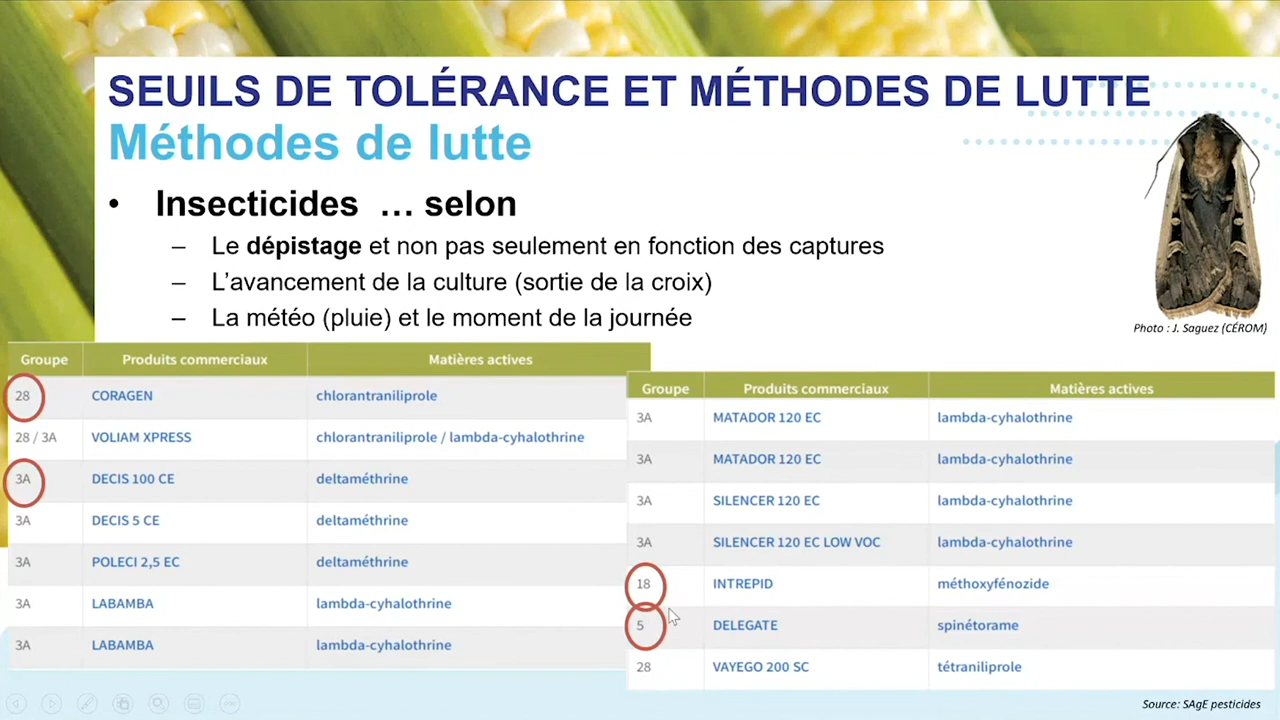 SEUILS DE TOLÉRANCE ET MÉTHODES DE LUTTE
Méthodes de lutte
• Insecticides … selon
– Le dépistage et non pas seulement en fonction des captures
– L’avancement de la culture (sortie de la croix)
– La météo (pluie) et le moment de la journée
Photo : J. Saguez (CÉROM)
Groupe Produits commerciaux Matières actives
28 CORAGEN chlorantraniliprole
28 / 3A VOLIAM XPRESS chlorantraniliprole / lambda-cyhalothrine
3A DECIS 100 CE deltaméthrine
3A DECIS 5 CE deltaméthrine
3A POLECI 2,5 EC deltaméthrine
3A LABAMBA lambda-cyhalothrine
3A LABAMBA lambda-cyhalothrine
Groupe Produits commerciaux Matières actives
3A MATADOR 120 EC lambda-cyhalothrine
3A MATADOR 120 EC lambda-cyhalothrine
3A SILENCER 120 EC lambda-cyhalothrine
3A SILENCER 120 EC LOW VOC lambda-cyhalothrine
18 INTREPID méthoxyfénozide
5 DELEGATE spinétorame
28 VAYEGO 200 SC tétraniliprole
Source: SAgE pesticides